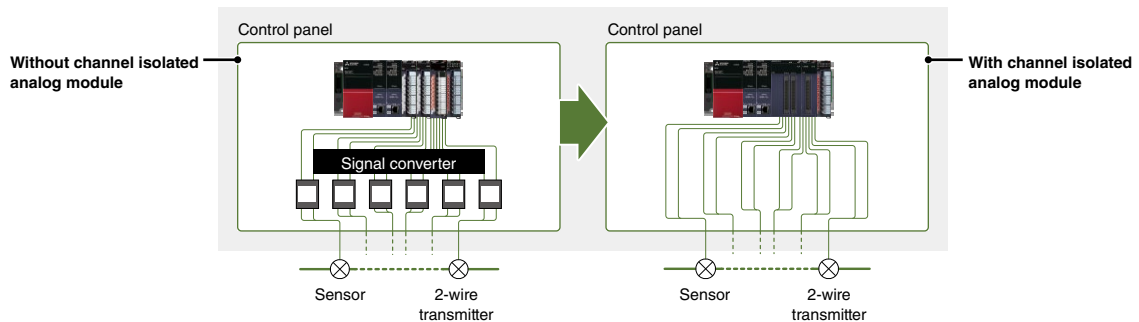 Control panel
Without channel isolated
analog module
Signal converter
Sensor
2-wire
transmitter
Control panel
With channel isolated
analog module
Sensor
2-wire
transmitter